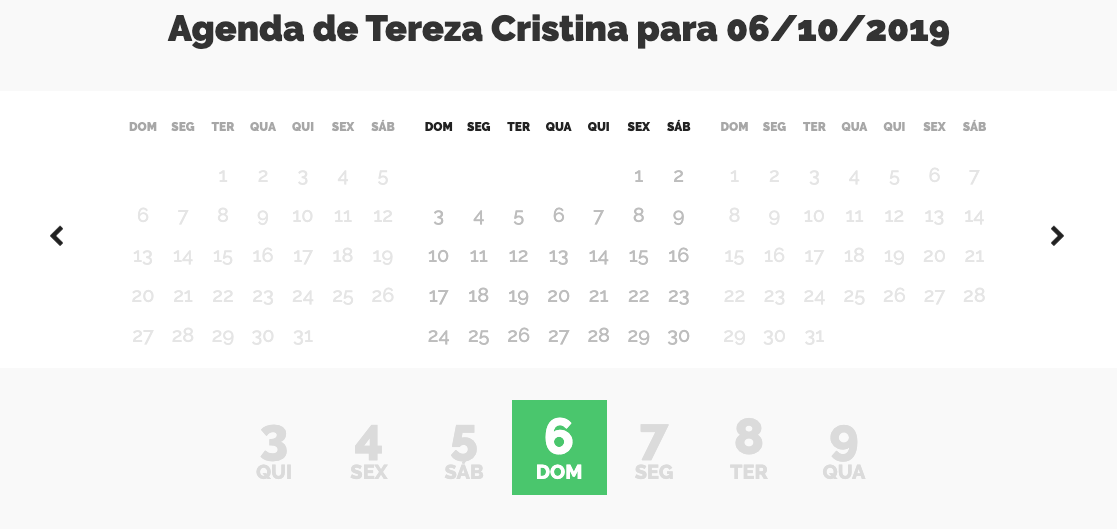 Agenda de Tereza Cristina para 06/10/2019
DOM SEG TER QUA QUI SEX SÁB
1 2 3 4 5
6 7 8 9 10 11 12
13 14 15 16 17 18 19
20 21 22 23 24 25 26
27 28 29 30 31
DOM SEG TER QUA QUI SEX SÁB
1 2
3 4 5 6 7 8 9
10 11 12 13 14 15 16
17 18 19 20 21 22 23
24 25 26 27 28 29 30
DOM SEG TER QUA QUI SEX SÁB
1 2 3 4 5 6 7
8 9 10 11 12 13 14
15 16 17 18 19 20 21
22 23 24 25 26 27 28
29 30 31
3 4 5 6 7 8 9
QUI SEX SÁB DOM SEG TER QUA